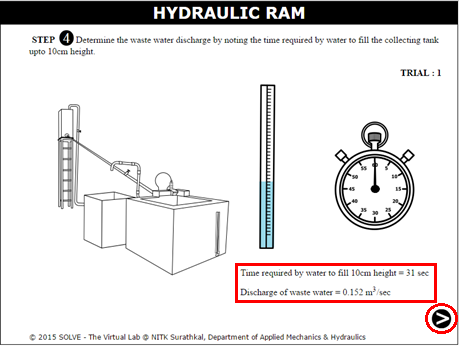 HYDRAULIC RAM
STEP 4 Determine the waste water discharge by noting the time required by water to fill the collecting tank
upto 10cm height.
TRIAL : 1
60
55 5
50 10
45 15
40 20
35 25
30
Time required by water to fill 10cm height = 31 sec
Discharge of waste water = 0.152 m³/sec
>
© 2015 SOLVE - The Virtual Lab @ NITK Surathkal, Department of Applied Mechanics & Hydraulics